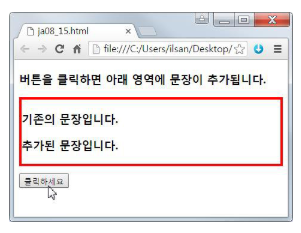 ja08_15.html
file:///C:/Users/ilsan/Desktop/
버튼을 클릭하면 아래 영역에 문장이 추가됩니다.
기존의 문장입니다.
추가된 문장입니다.
클릭하세요